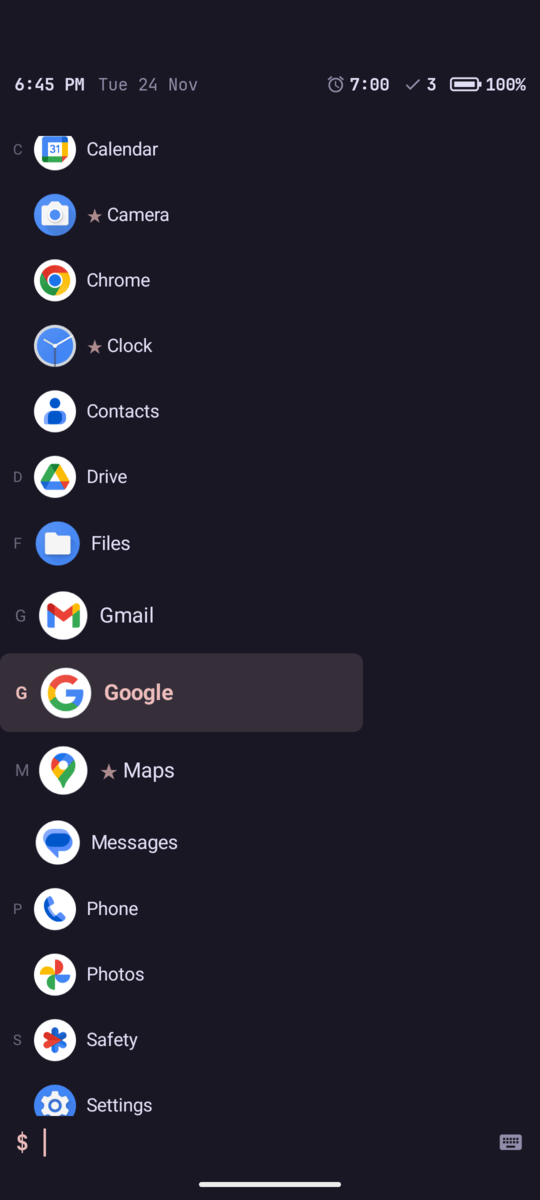 6:45 PM Tue 24 Nov 7:00 3 100%
C 31 Calendar
★ Camera
Chrome
★ Clock
Contacts
D Drive
F Files
G Gmail
G Google
M ★ Maps
Messages
P Phone
Photos
S Safety
Settings
$